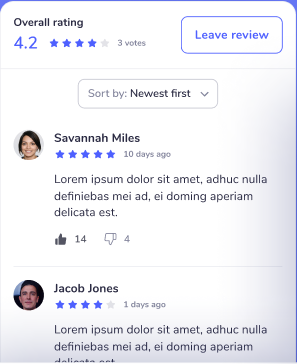 Overall rating
4.2 3 votes
Leave review
Sort by: Newest first
Savannah Miles
10 days ago
Lorem ipsum dolor sit amet, adhuc nulla
definiebas mei ad, ei doming aperiam
delicata est.
14 4
Jacob Jones
1 days ago
Lorem ipsum dolor sit amet, adhuc nulla
definiebas mei ad, ei doming aperiam
delicata est.